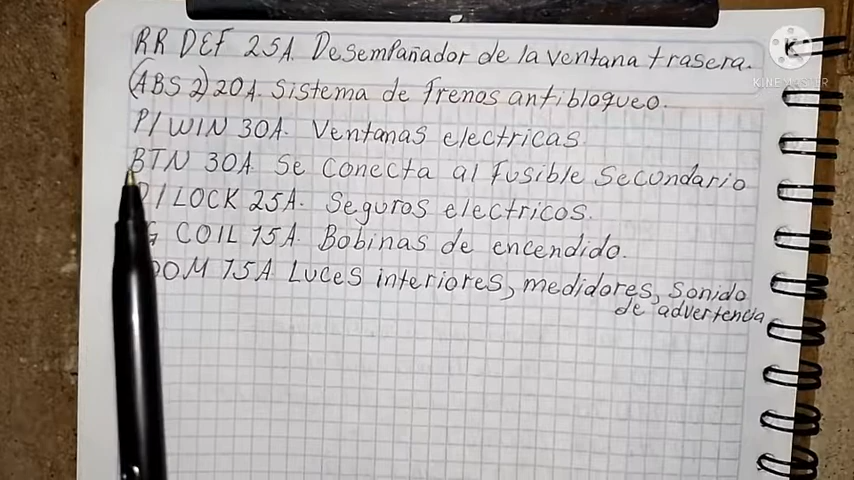 RR DEF 25A. Desempañador de la ventana trasera.
(ABS 2) 20A. Sistema de frenos antibloqueo.
P/WIN 30A. Ventanas electricas
BTN 30A Se conecta al fusible Secundario
LOCK 25A. Seguros electricos.
COIL 15A. Bobinas de encendido.
15A Luces interiores, medidores, Sonido
de advertencia
KINEMASTER